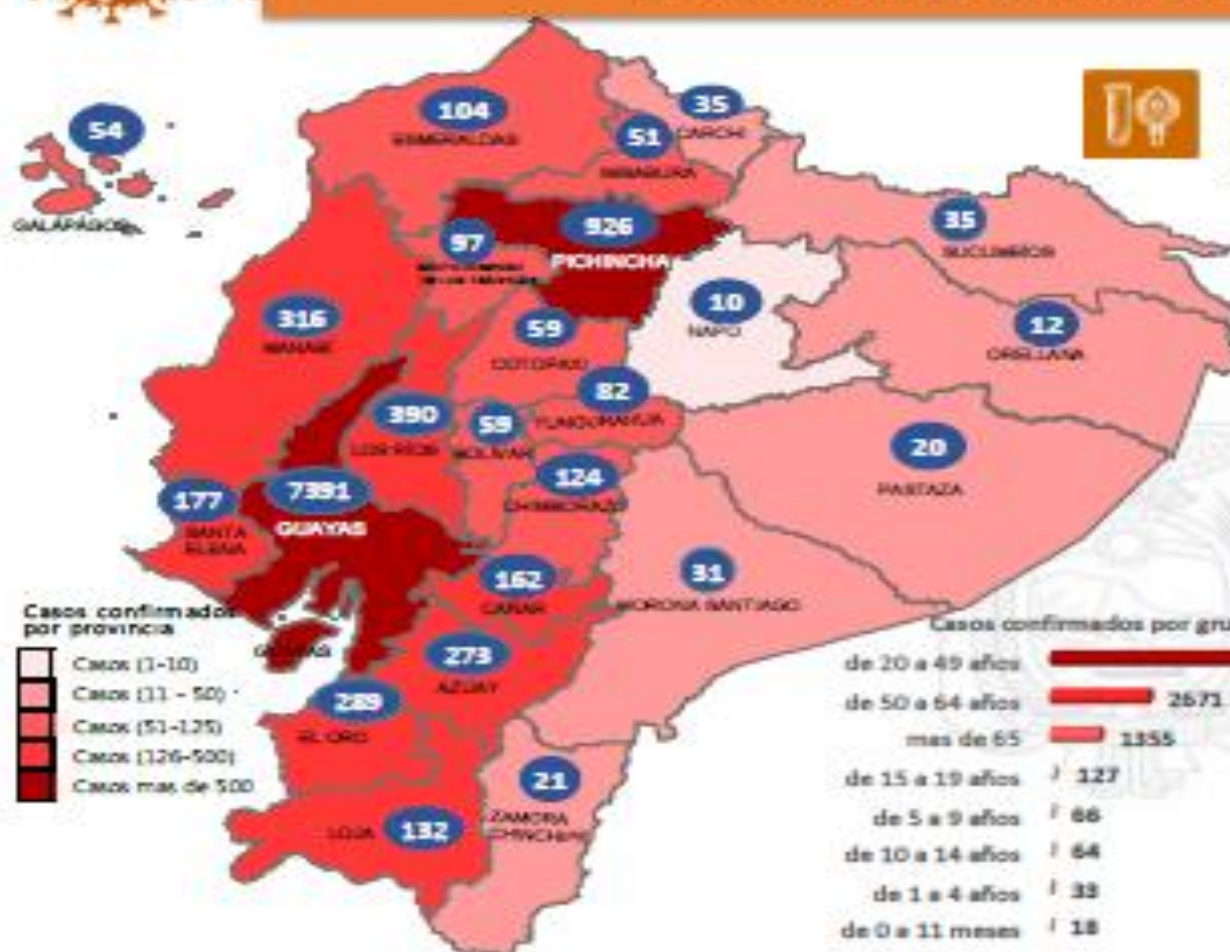 54
GALÁPAGOS
104
ESMERALDAS
35
CARCHI
51
IMBABURA
926
PICHINCHA
97
35
SUCUMBIOS
10
NAPO
12
ORELLANA
316
MANABI
59
COTOPAXI
82
TUNGURAHUA
390
LOS RIOS
59
BOLIVAR
124
CHIMBORAZO
20
PASTAZA
177
SANTA
ELENA
7391
GUAYAS
162
CAÑAR
31
MORONA SANTIAGO
273
AZUAY
289
EL ORO
21
ZAMORA
CHINCHIPE
LOJA
132
GUAYAS
Casos confirmados
por provincia
Casos (1-10)
Casos (11 - 50)
Casos (51-125)
Casos (126-500)
Casos mas de 500
Casos confirmados por gru
de 20 a 49 años
de 50 a 64 años 2671
mas de 65 1355
de 15 a 19 años 127
de 5 a 9 años 66
de 10 a 14 años 64
de 1 a 4 años 33
de 0 a 11 meses 18